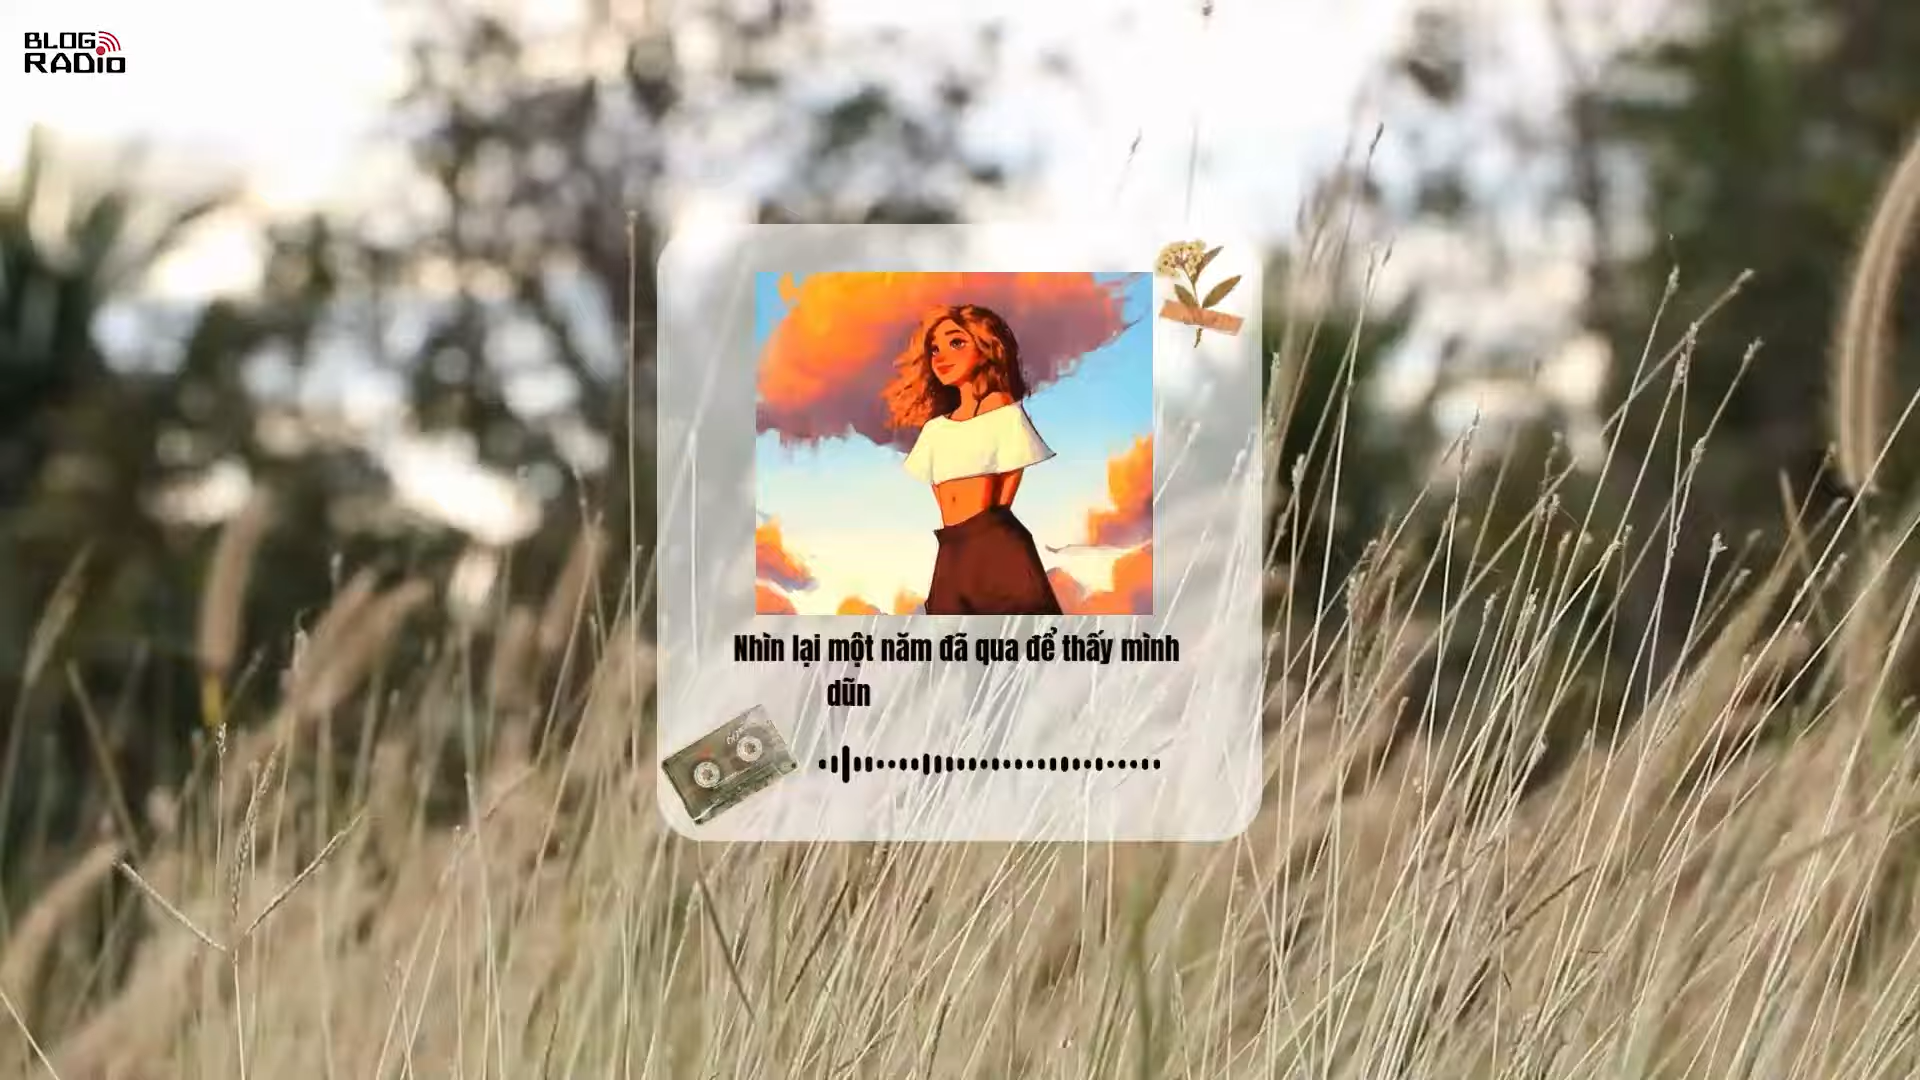 BLOG
RADIO
Nhìn lại một năm đã qua để thấy mình
dũn